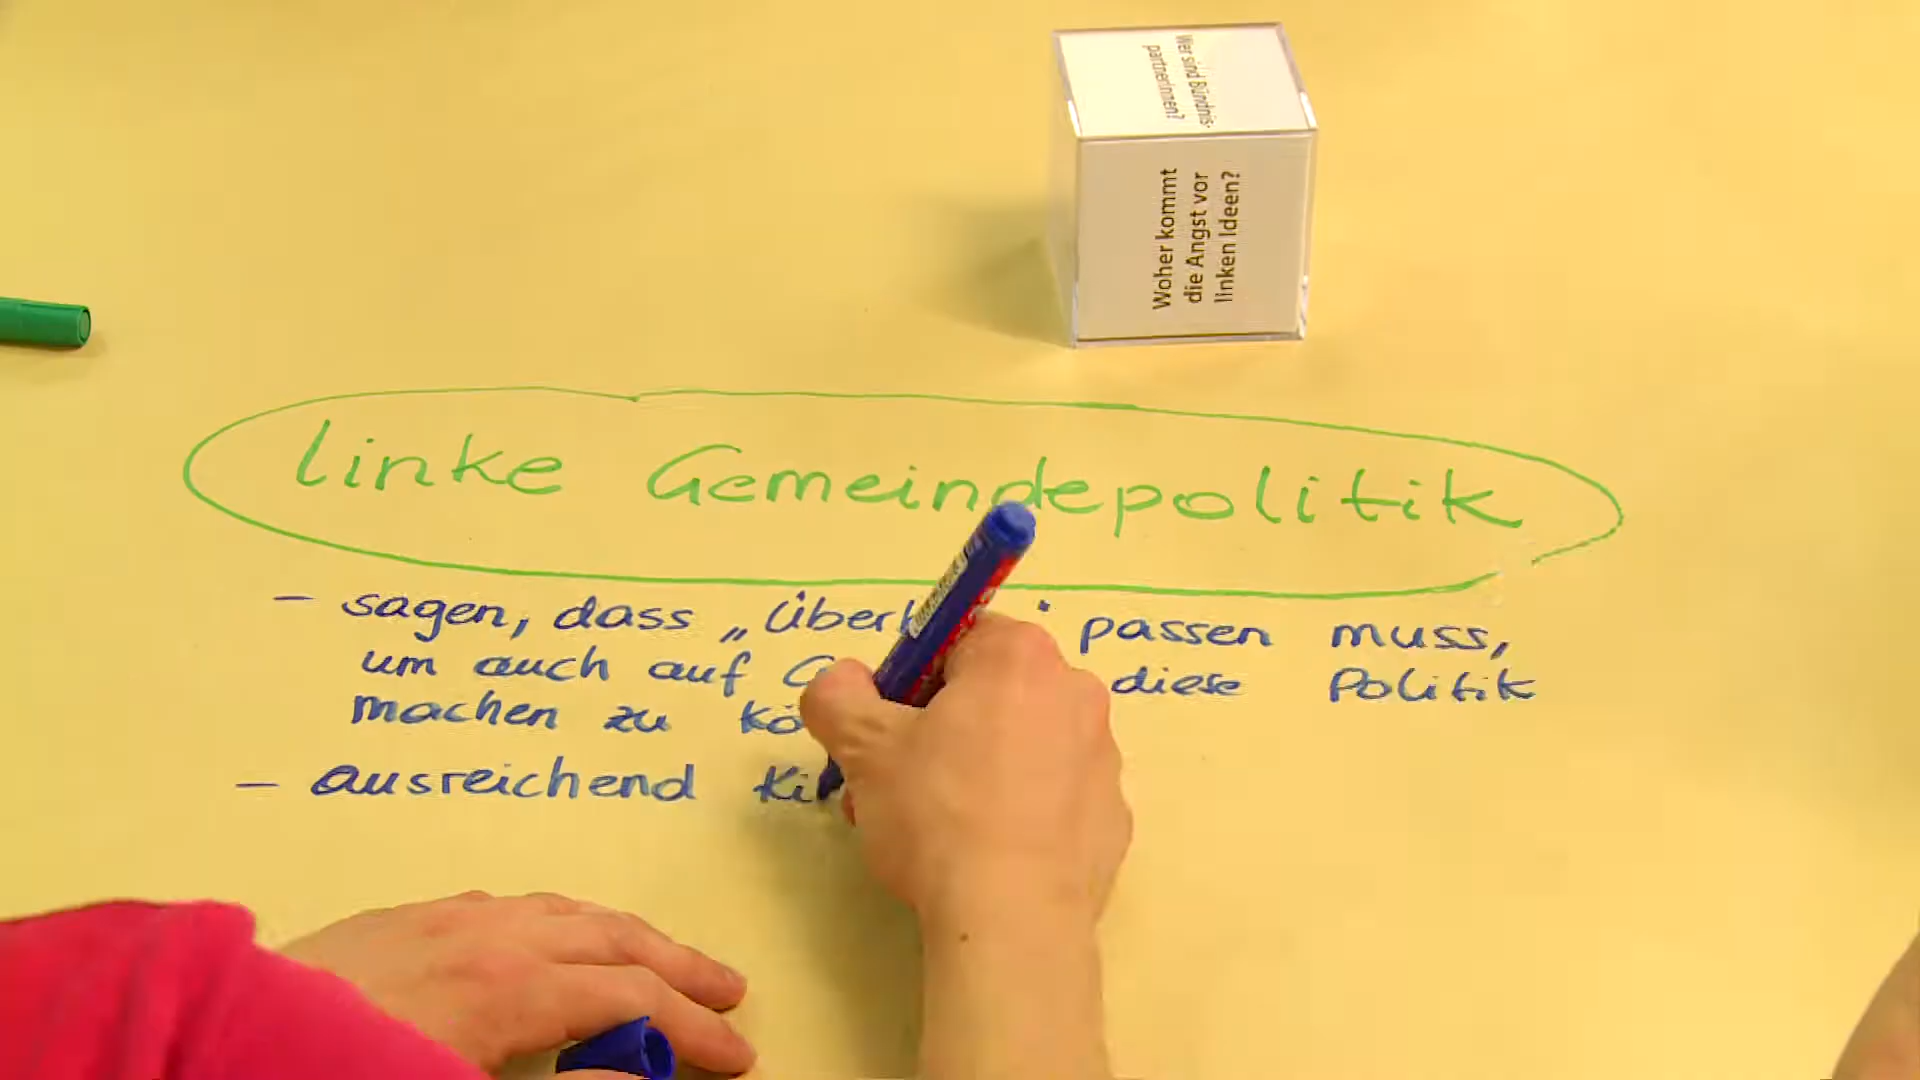 Wer sind Bündnis-
partnerinnen?
Woher kommt
die Angst vor
linken Ideen?
linke Gemeindepolitik
– sagen, dass „ passen muss,
um auch auf diese Politik
machen zu
– ausreichend